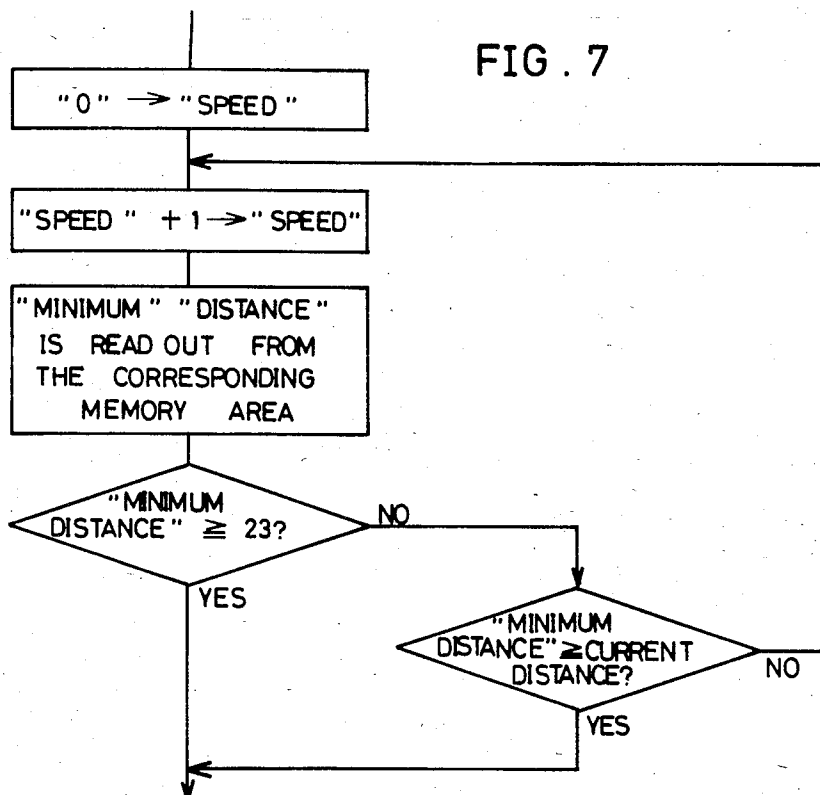 FIG. 7
"0" → "SPEED"
"SPEED" + 1 → "SPEED"
"MINIMUM" "DISTANCE"
IS READ OUT FROM
THE CORRESPONDING
MEMORY AREA
"MINIMUM
DISTANCE" ≧ 23?
NO
YES
"MINIMUM
DISTANCE" ≧ CURRENT
DISTANCE?
NO
YES